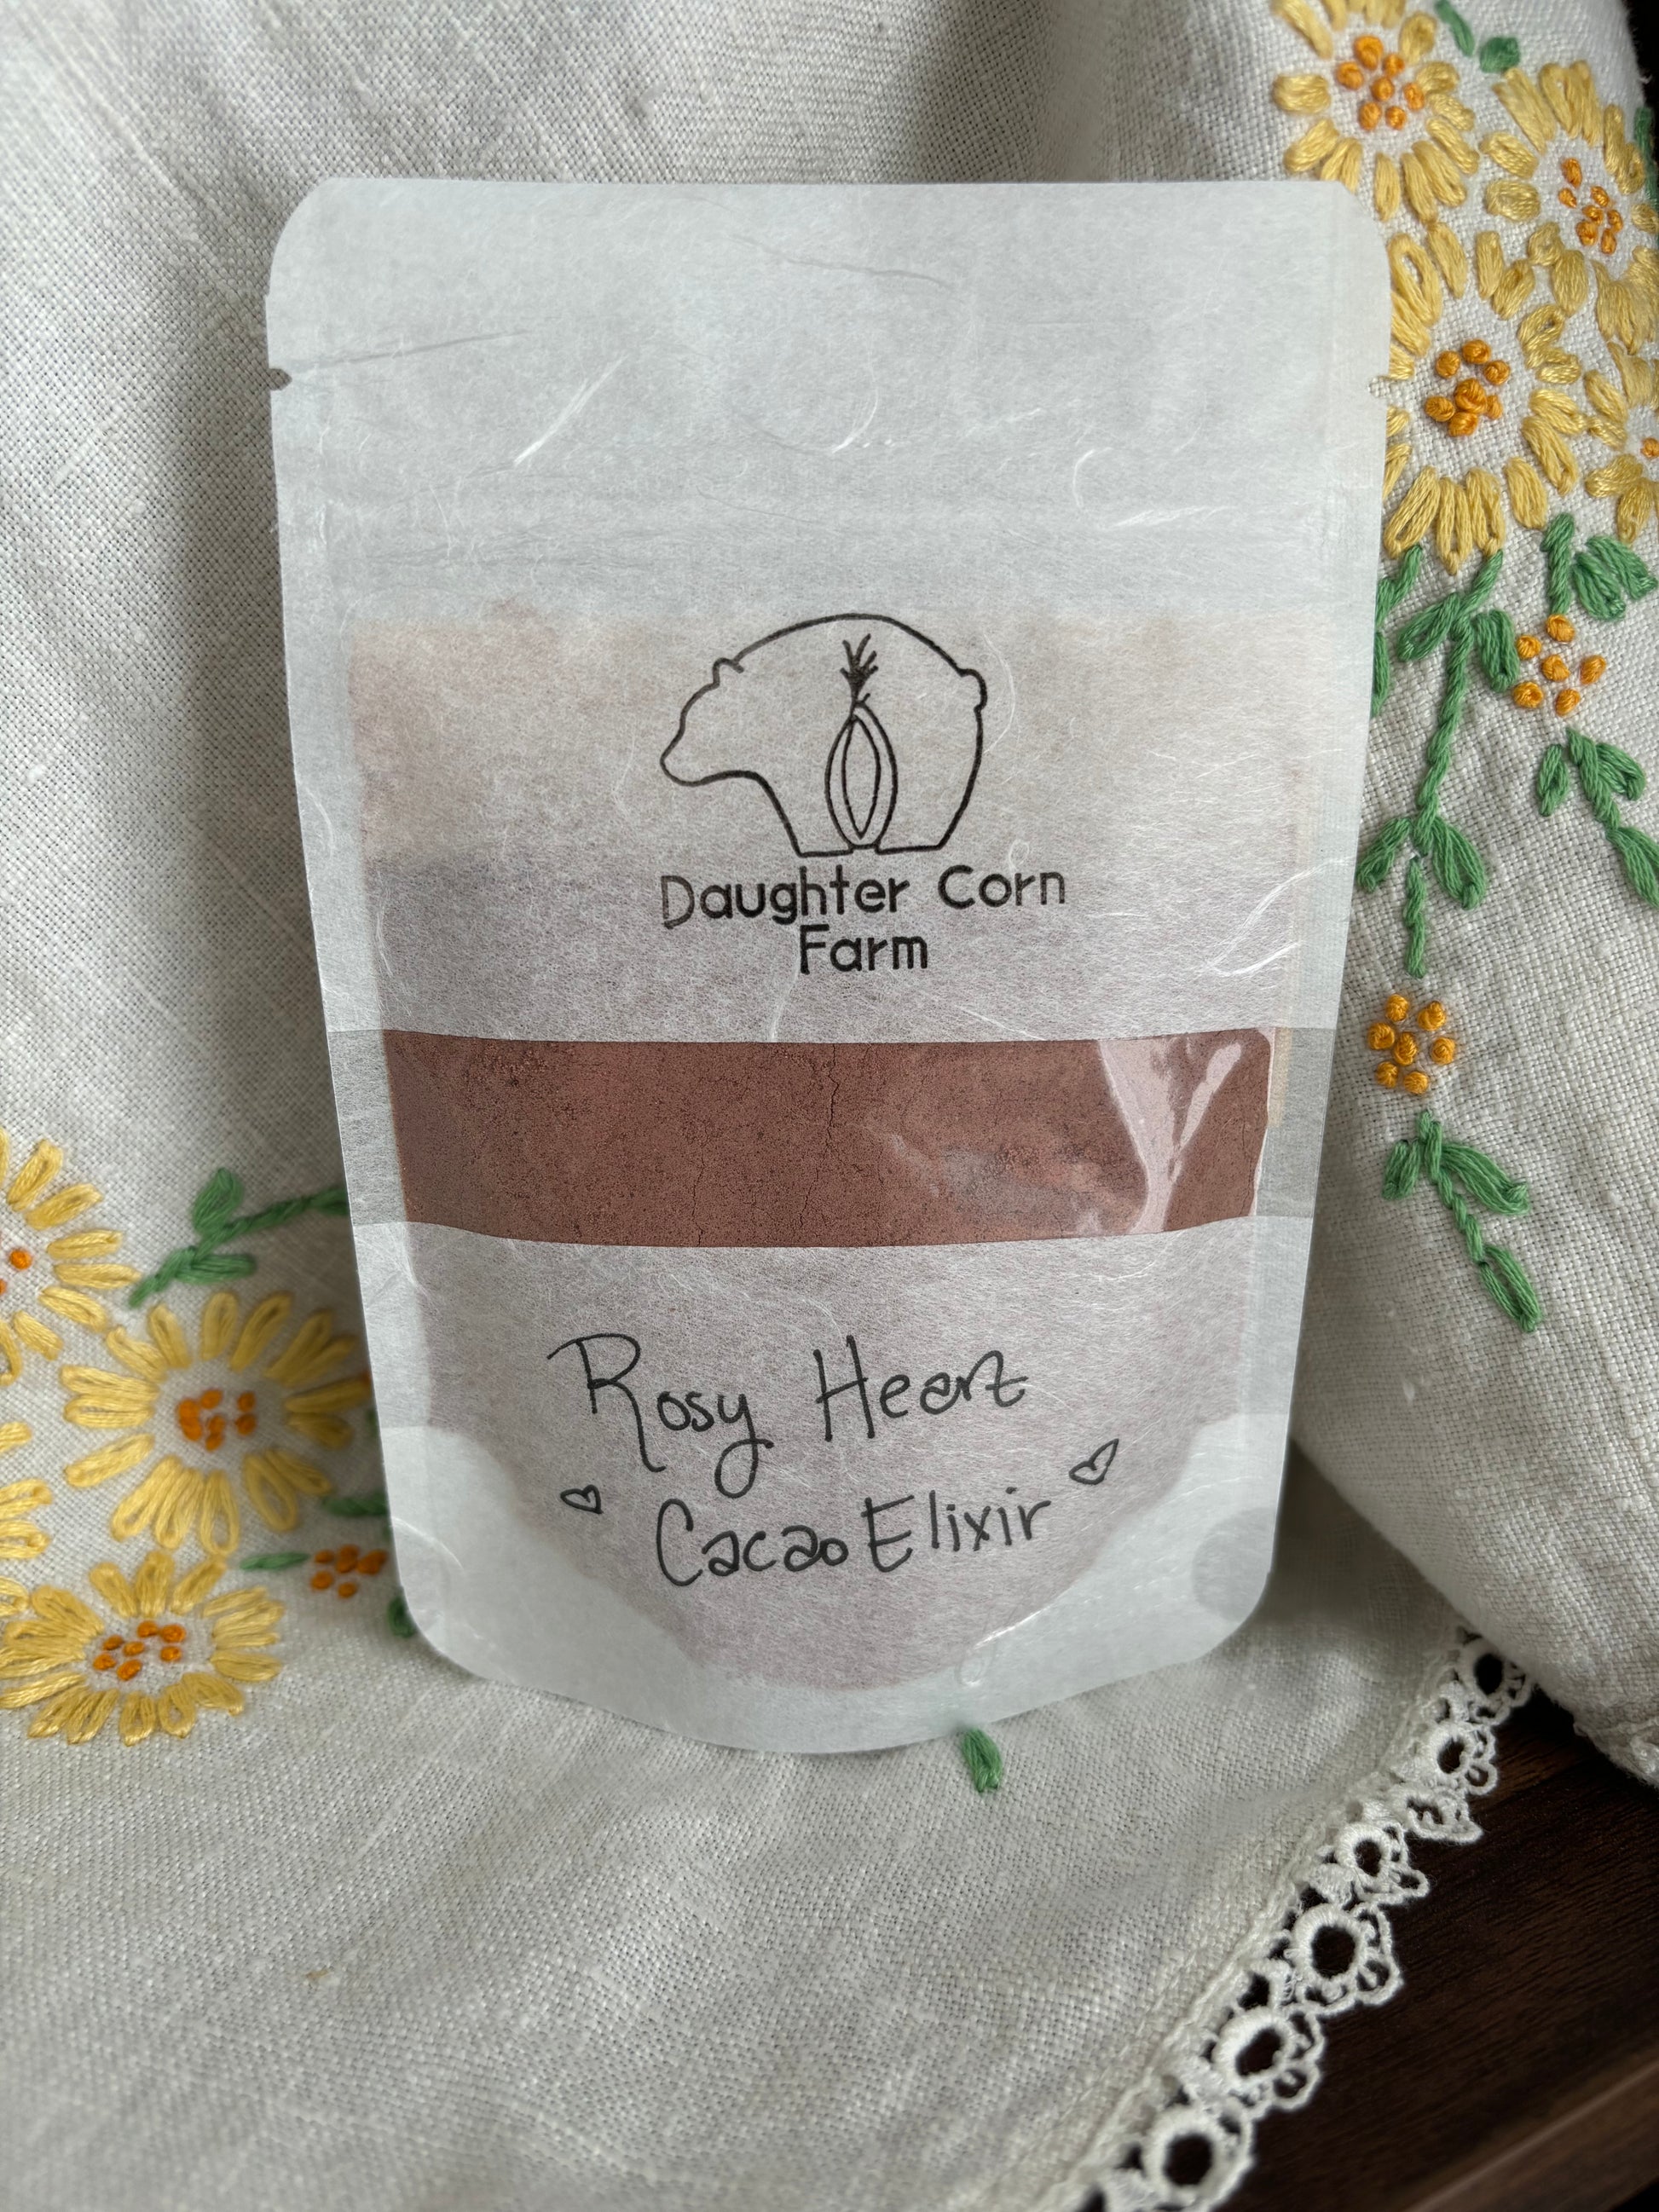 Daughter Corn
Farm
Rosy Heart
Cacao Elixir